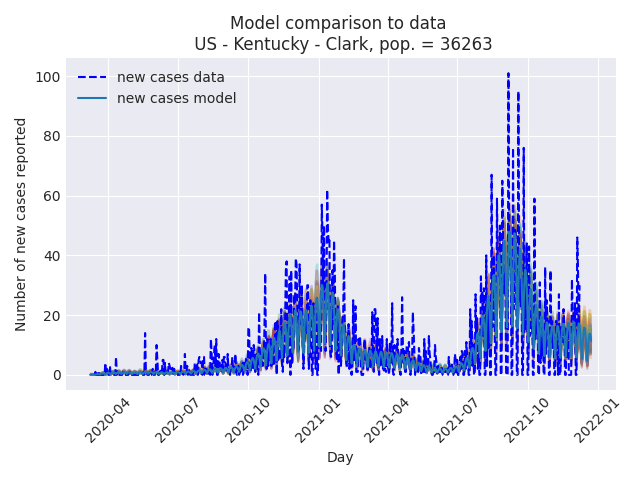 Model comparison to data
US - Kentucky - Clark, pop. = 36263
new cases data
new cases model
Number of new cases reported
100
80
60
40
20
0
2020-04
2020-07
2020-10
2021-01
2021-04
2021-07
2021-10
2022-01
Day